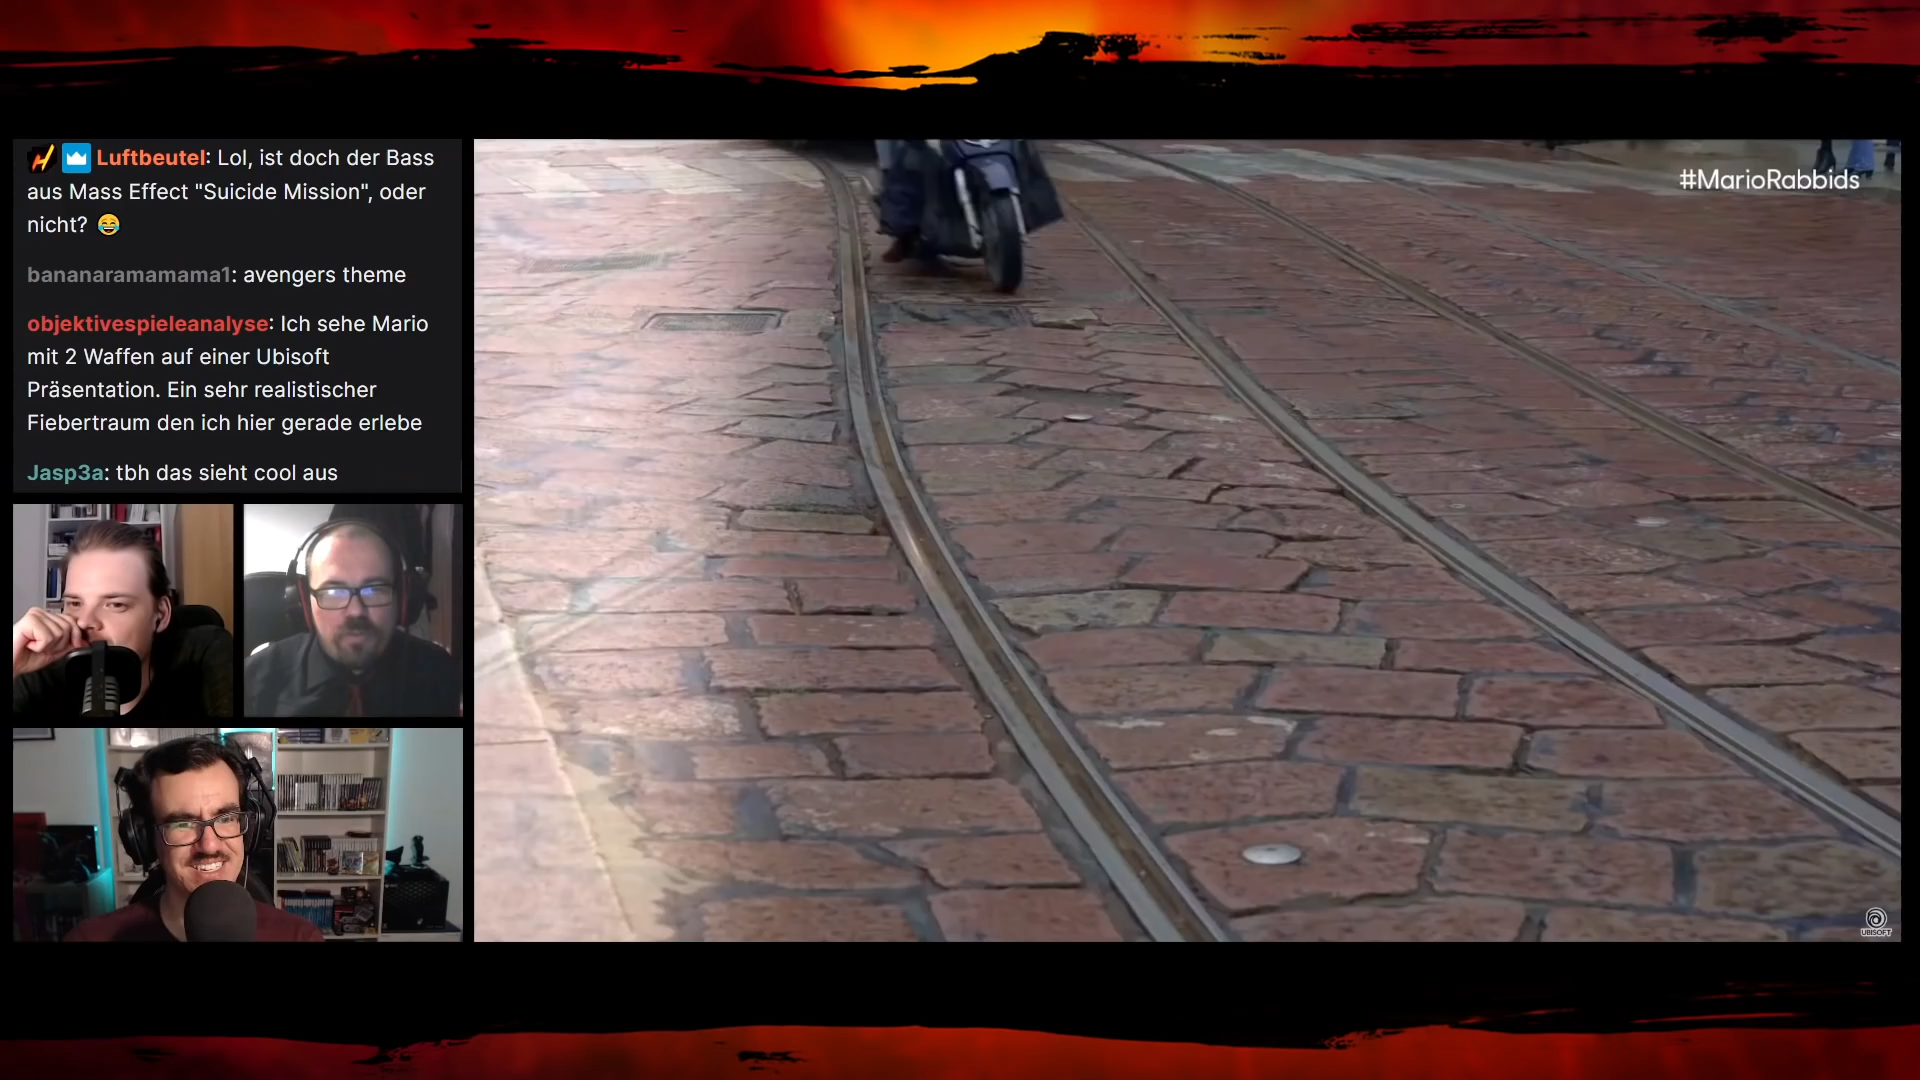 Luftbeutel: Lol, ist doch der Bass
aus Mass Effect "Suicide Mission", oder
nicht? 😂
bananaramamama1: avengers theme
objektivespieleanalyse: Ich sehe Mario
mit 2 Waffen auf einer Ubisoft
Präsentation. Ein sehr realistischer
Fiebertraum den ich hier gerade erlebe
Jasp3a: tbh das sieht cool aus
#MarioRabbids
UBISOFT